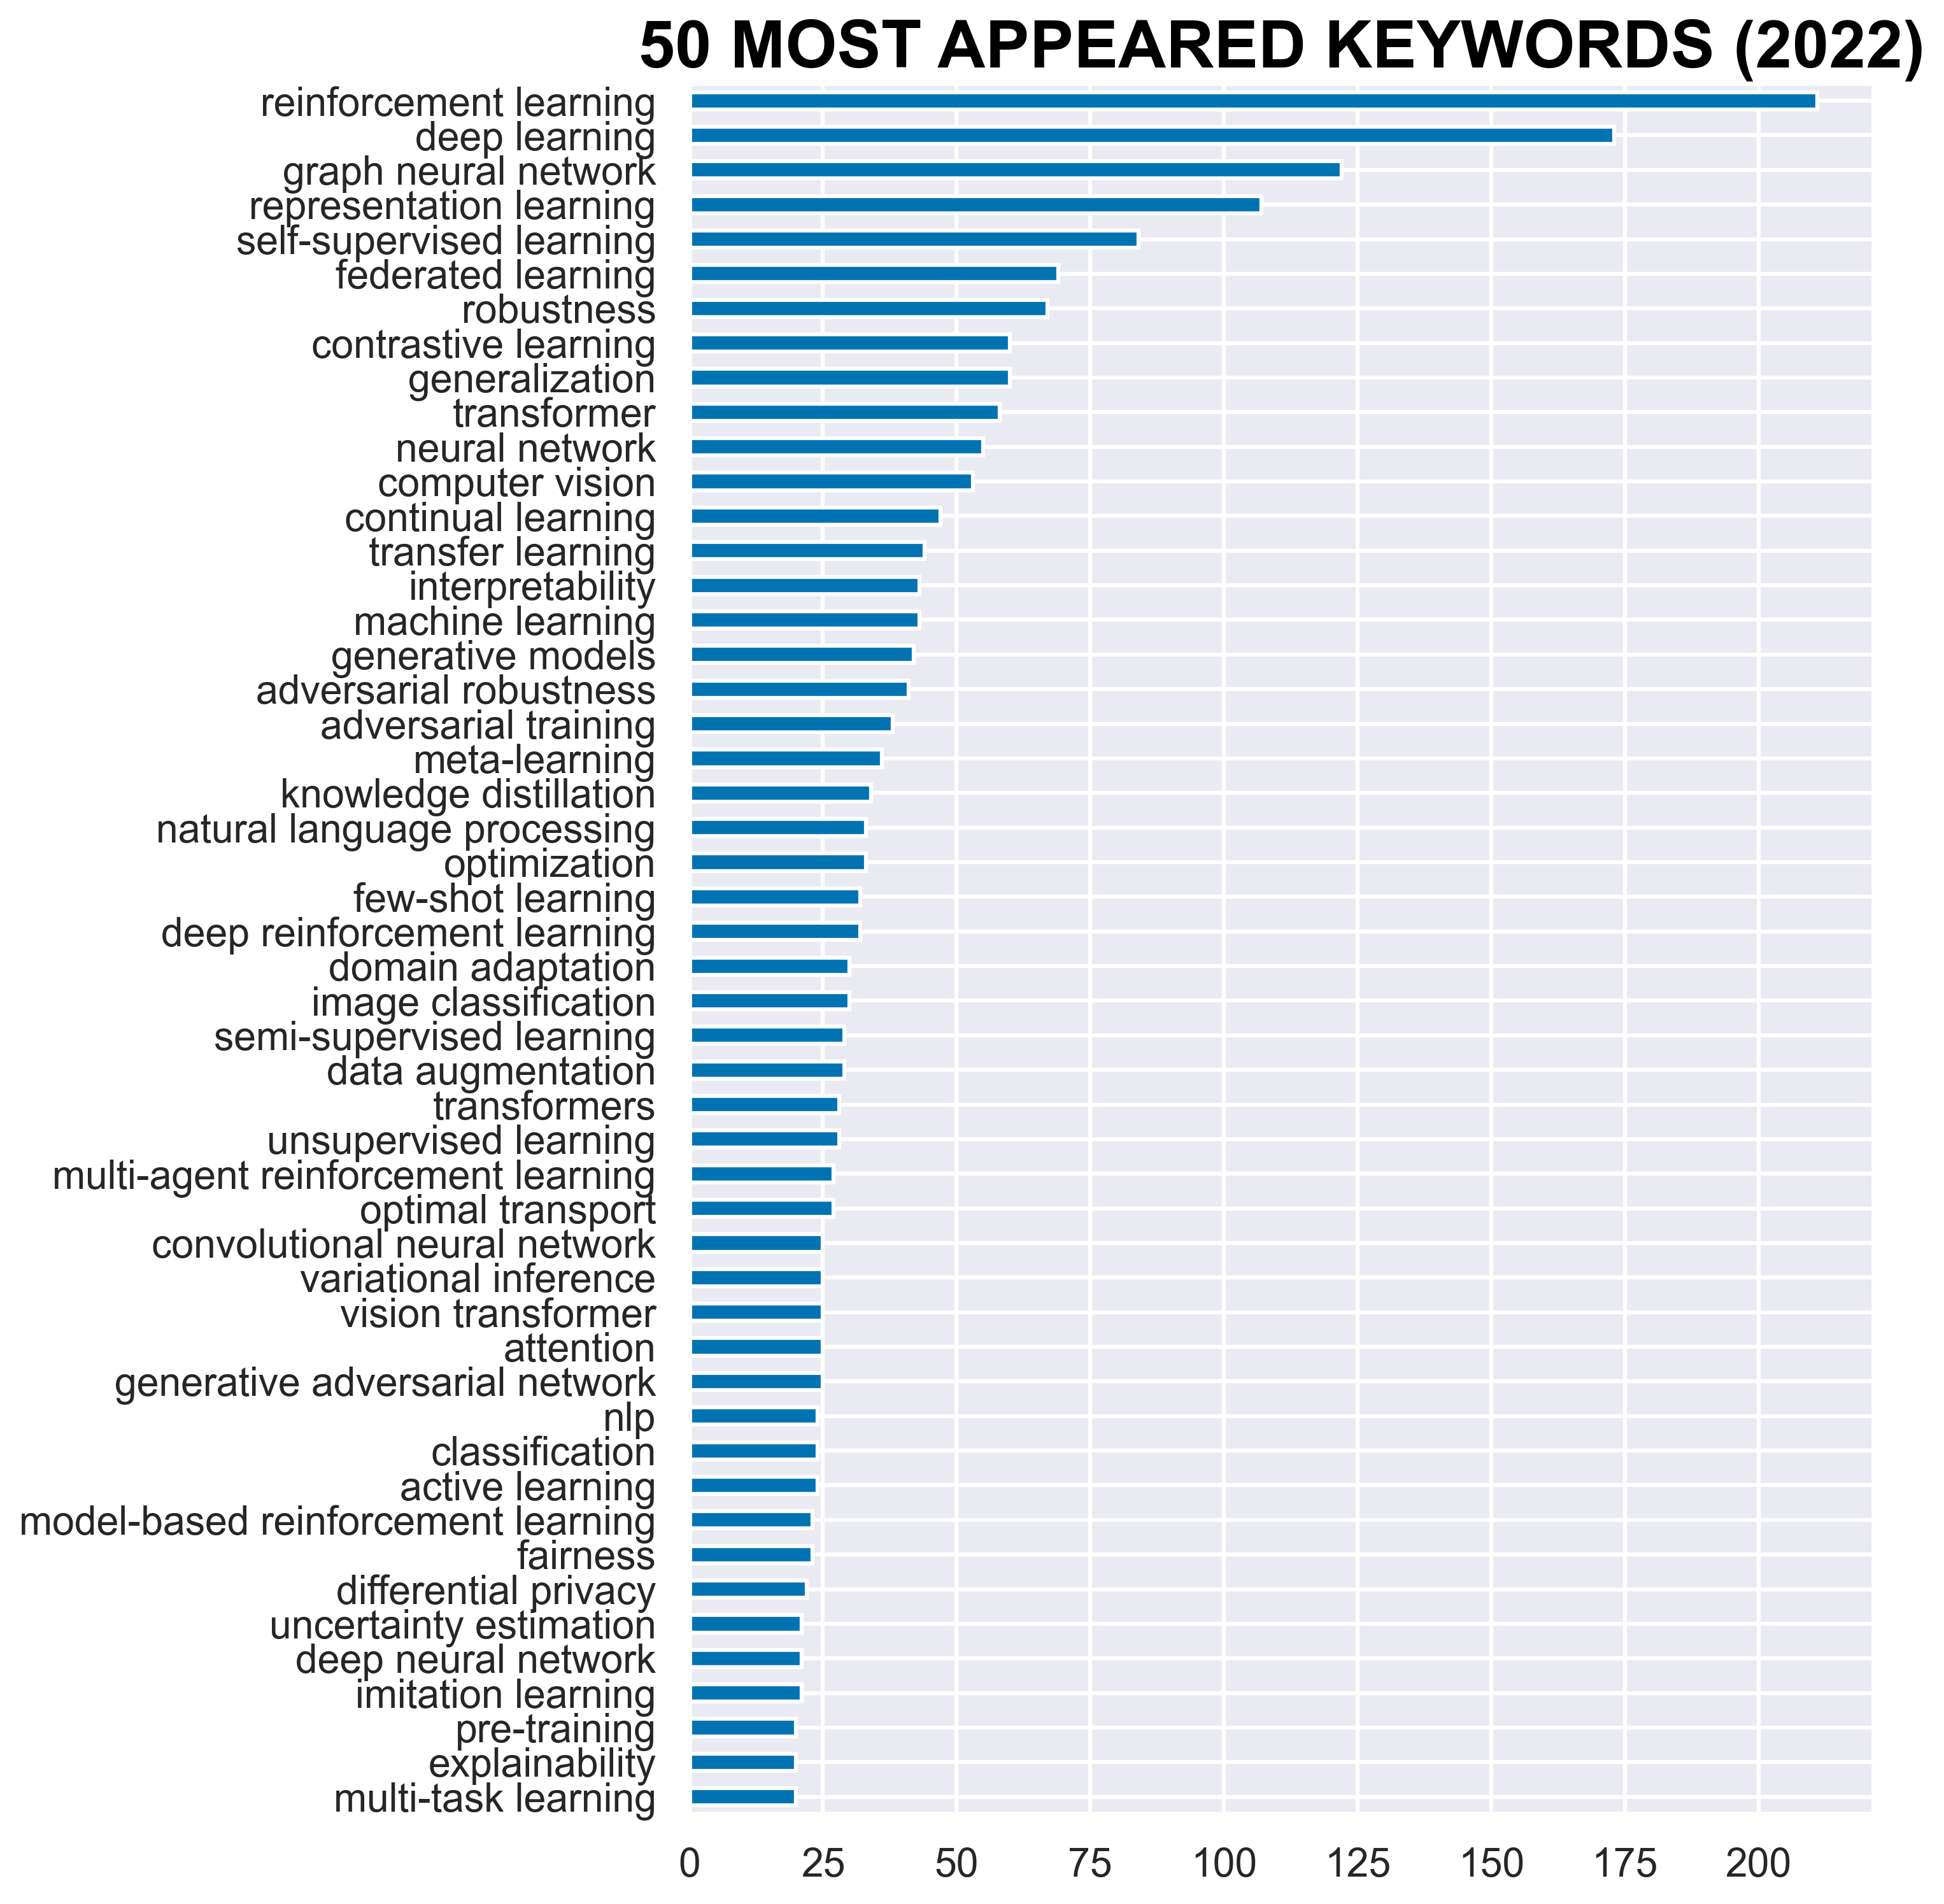 50 MOST APPEARED KEYWORDS (2022)
reinforcement learning
deep learning
graph neural network
representation learning
self-supervised learning
federated learning
robustness
contrastive learning
generalization
transformer
neural network
computer vision
continual learning
transfer learning
interpretability
machine learning
generative models
adversarial robustness
adversarial training
meta-learning
knowledge distillation
natural language processing
optimization
few-shot learning
deep reinforcement learning
domain adaptation
image classification
semi-supervised learning
data augmentation
transformers
unsupervised learning
multi-agent reinforcement learning
optimal transport
convolutional neural network
variational inference
vision transformer
attention
generative adversarial network
nlp
classification
active learning
model-based reinforcement learning
fairness
differential privacy
uncertainty estimation
deep neural network
imitation learning
pre-training
explainability
multi-task learning
0 25 50 75 100 125 150 175 200